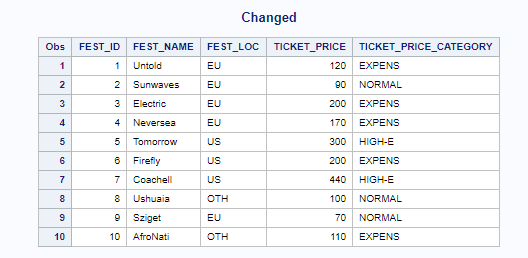 Changed
Obs FEST_ID FEST_NAME FEST_LOC TICKET_PRICE TICKET_PRICE_CATEGORY
1 1 Untold EU 120 EXPENS
2 2 Sunwaves EU 90 NORMAL
3 3 Electric EU 200 EXPENS
4 4 Neversea EU 170 EXPENS
5 5 Tomorrow US 300 HIGH-E
6 6 Firefly US 200 EXPENS
7 7 Coachell US 440 HIGH-E
8 8 Ushuaia OTH 100 NORMAL
9 9 Sziget EU 70 NORMAL
10 10 AfroNati OTH 110 EXPENS